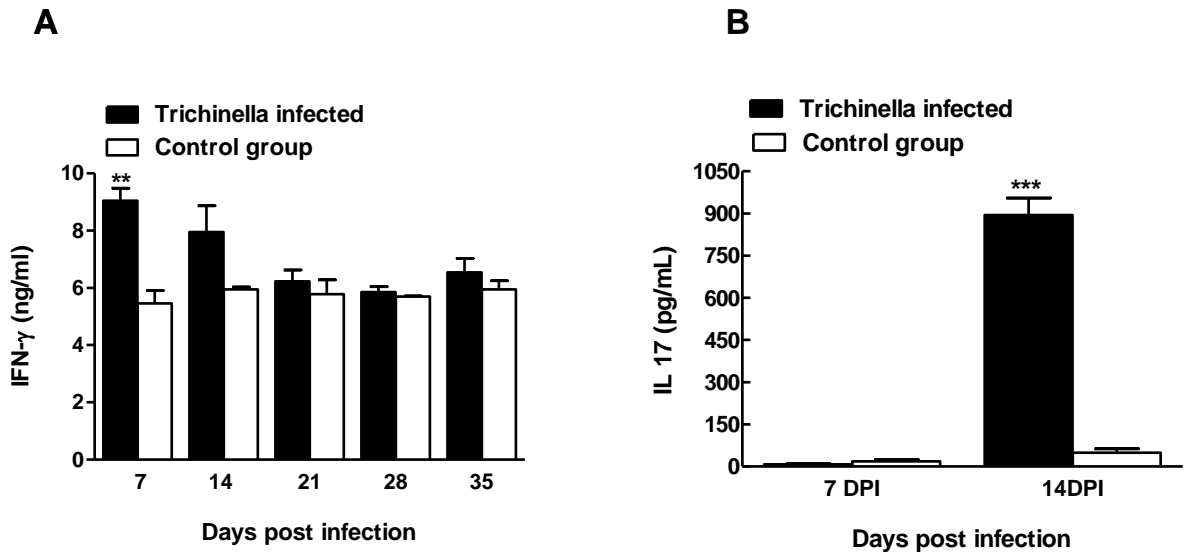 A
Trichinella infected
Control group
**
10
8
6
4
2
0
IFN-γ (ng/ml)
7 14 21 28 35
Days post infection
B
Trichinella infected
Control group
***
1050
900
750
600
450
300
150
0
IL 17 (pg/mL)
7 DPI 14DPI
Days post infection